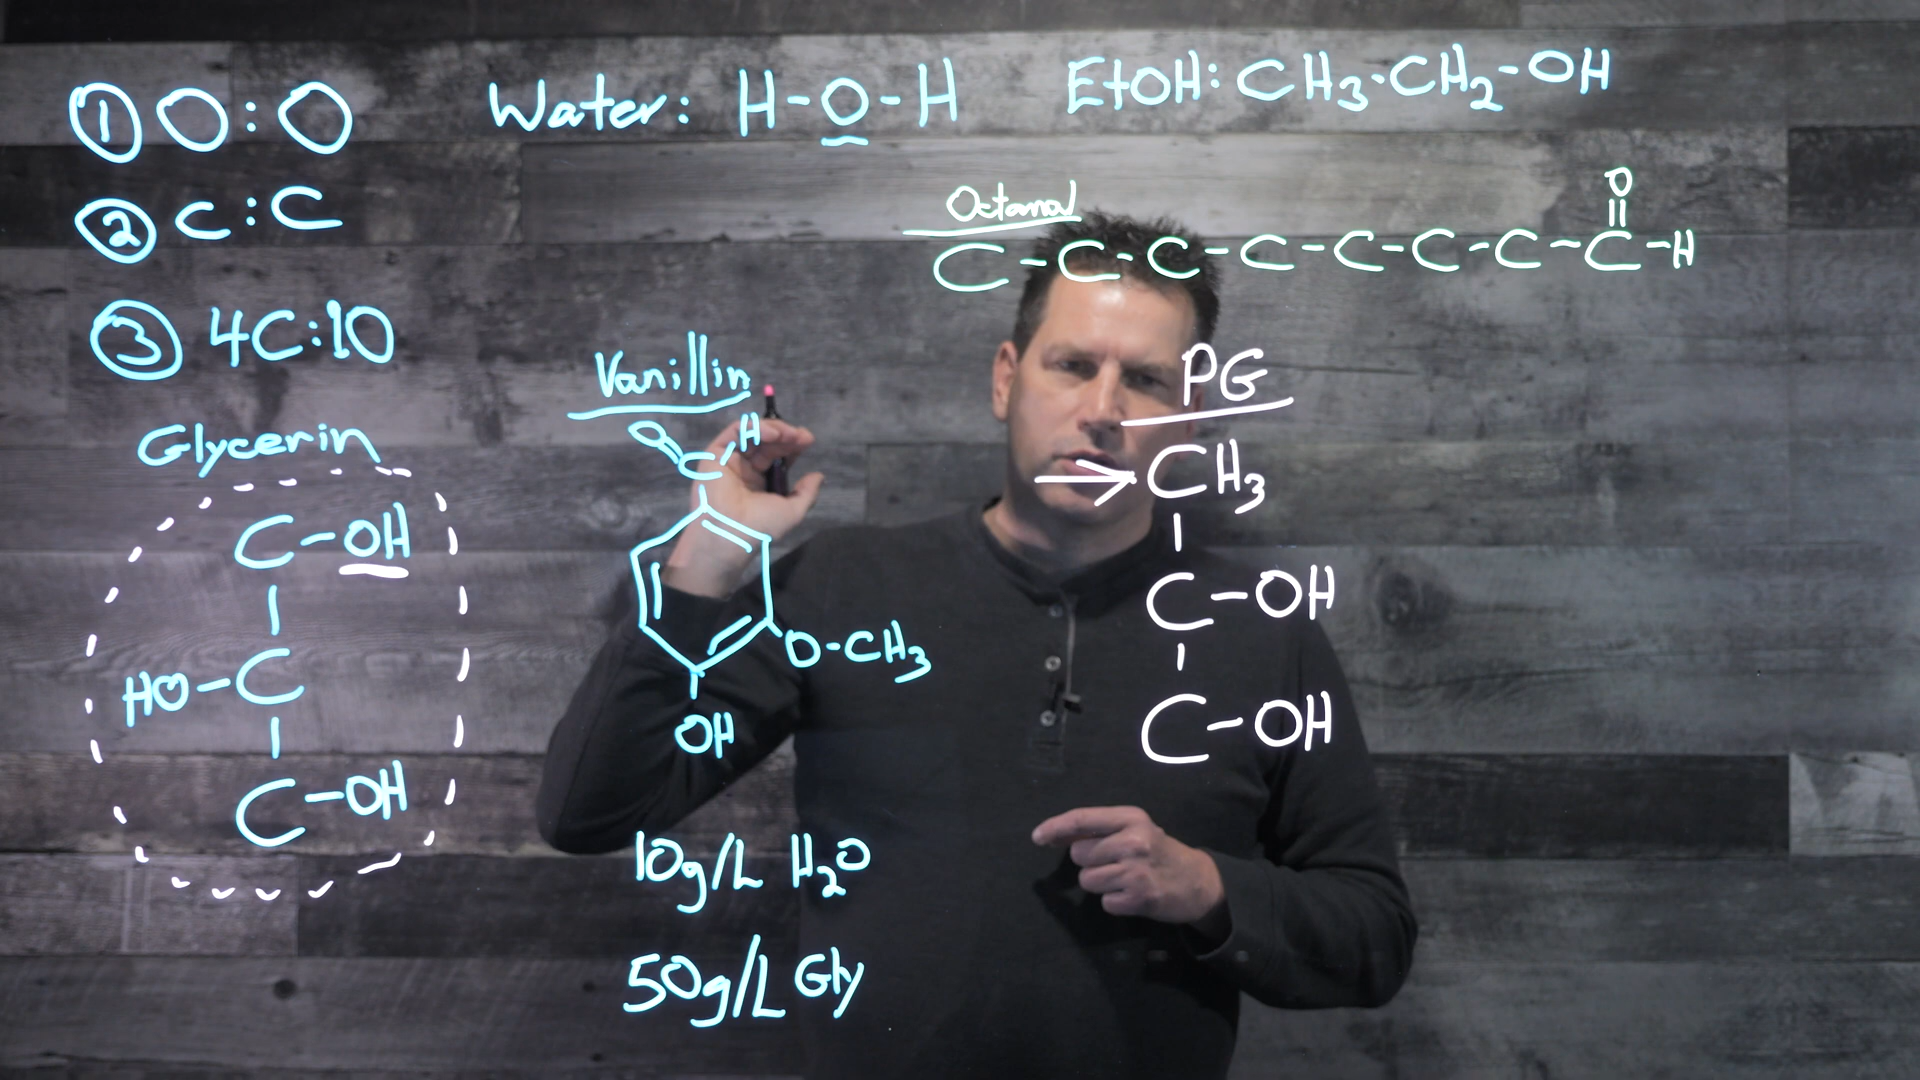 ① O : O
② C : C
③ 4C:1O
Water: H-O-H
EtOH: CH3-CH2-OH
Octanal
O
||
C-C-C-C-C-C-C-C-H
Glycerin
C-OH
|
HO-C
|
C-OH
Vanillin
O=C-H
O-CH3
OH
10g/L H2O
50g/L Gly
PG
→ CH3
|
C-OH
|
C-OH